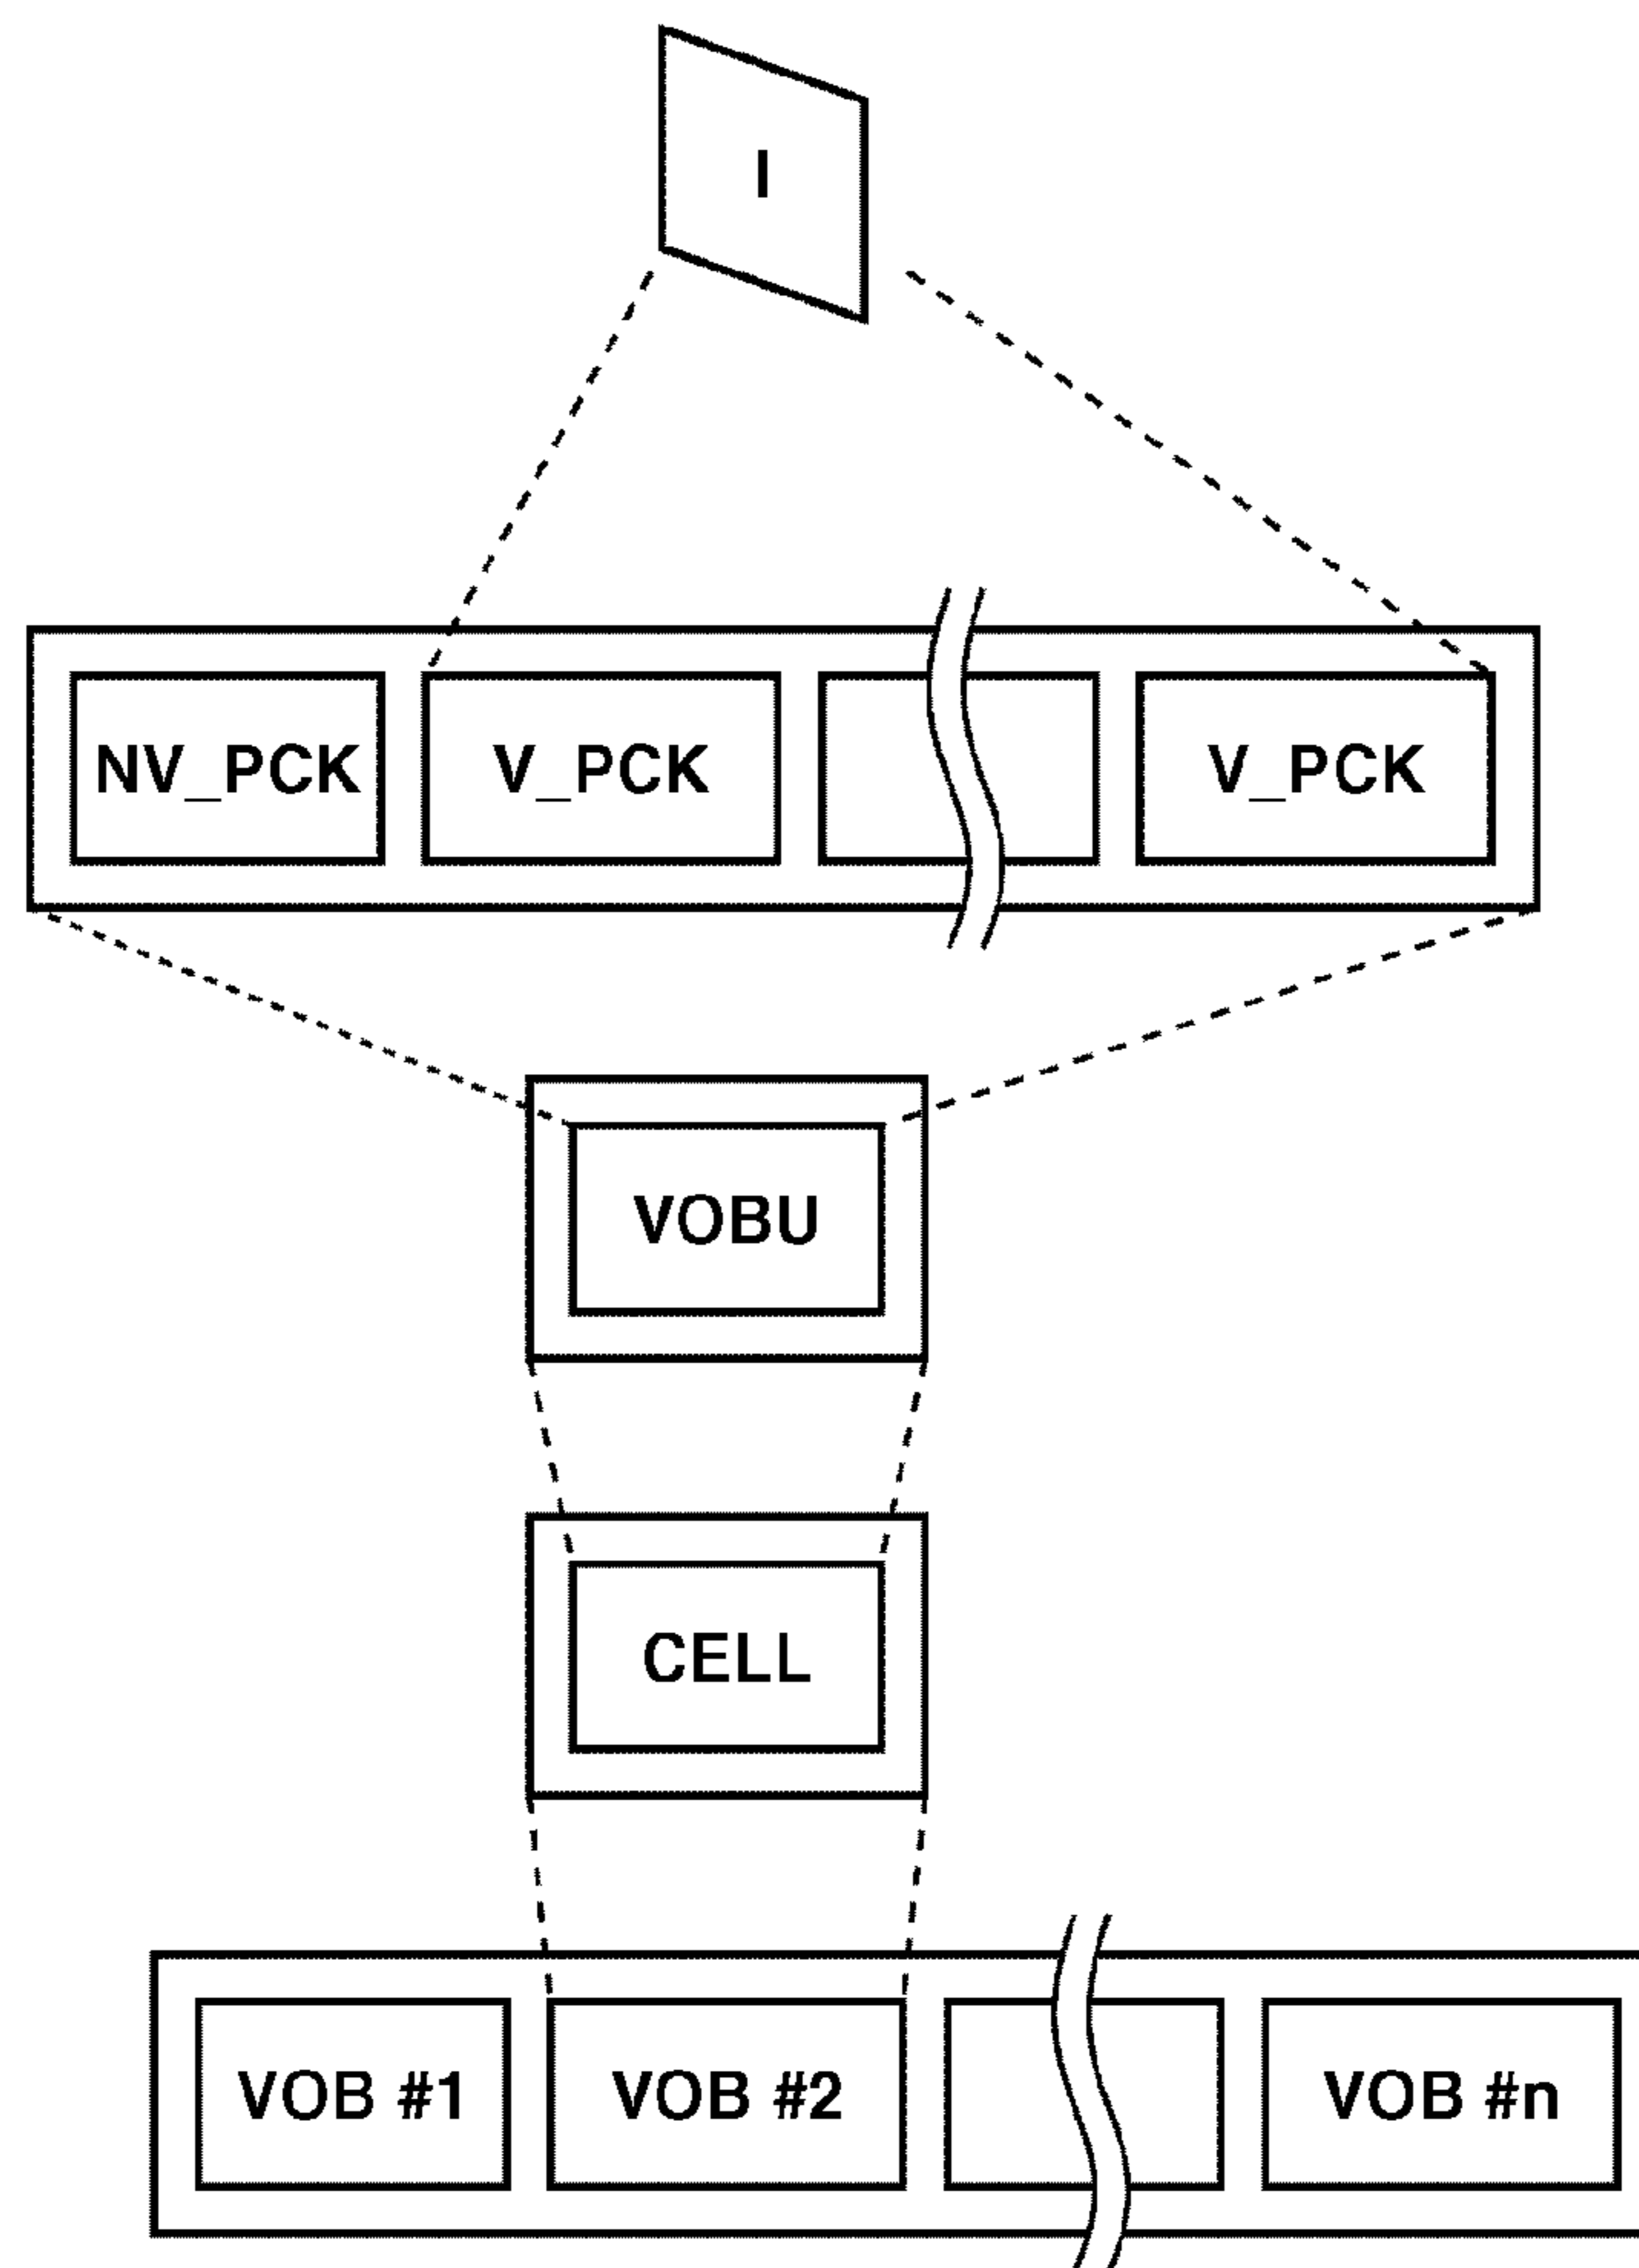 I
NV_PCK V_PCK V_PCK
VOBU
CELL
VOB #1 VOB #2 VOB #n